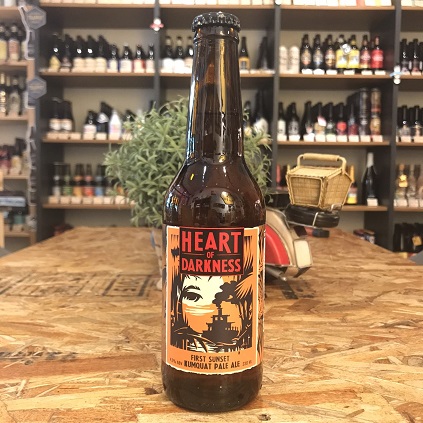 HEART
OF
DARKNESS
FIRST SUNSET
KUMQUAT PALE ALE